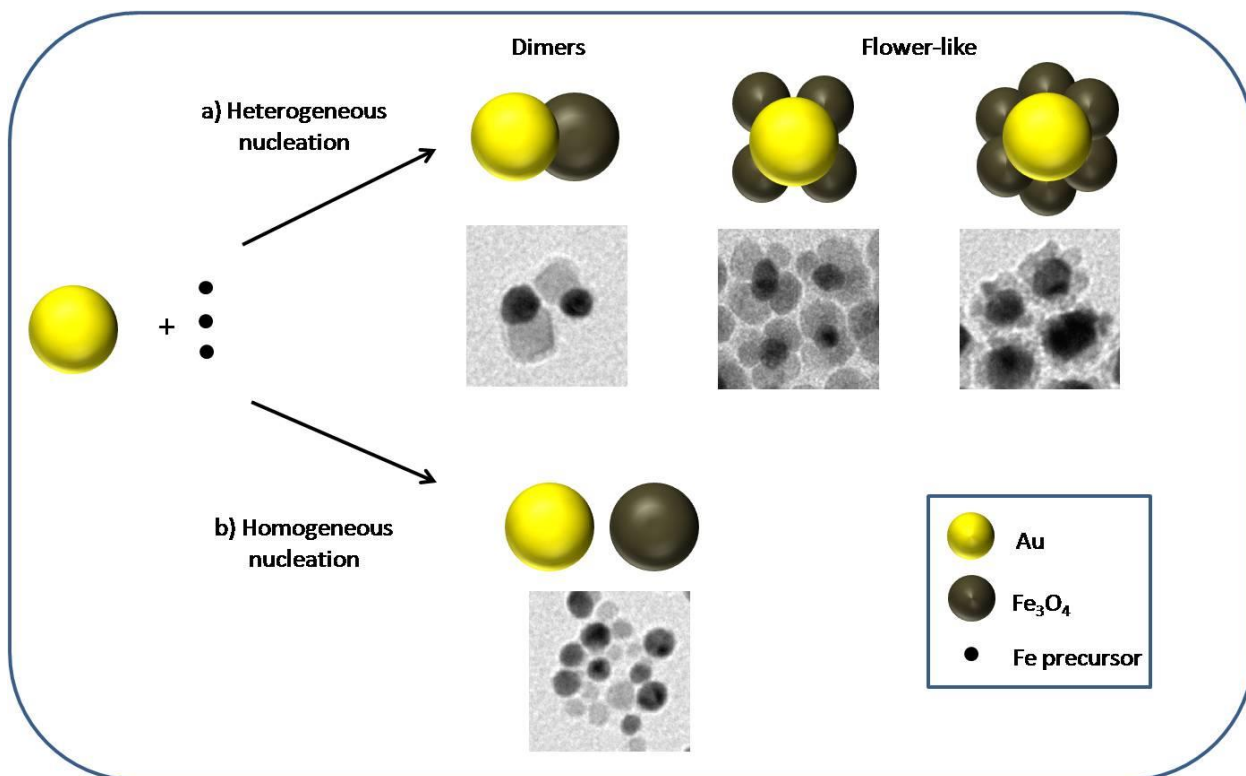 Dimers
Flower-like
a) Heterogeneous
nucleation
+
b) Homogeneous
nucleation
Au
Fe₃O₄
Fe precursor